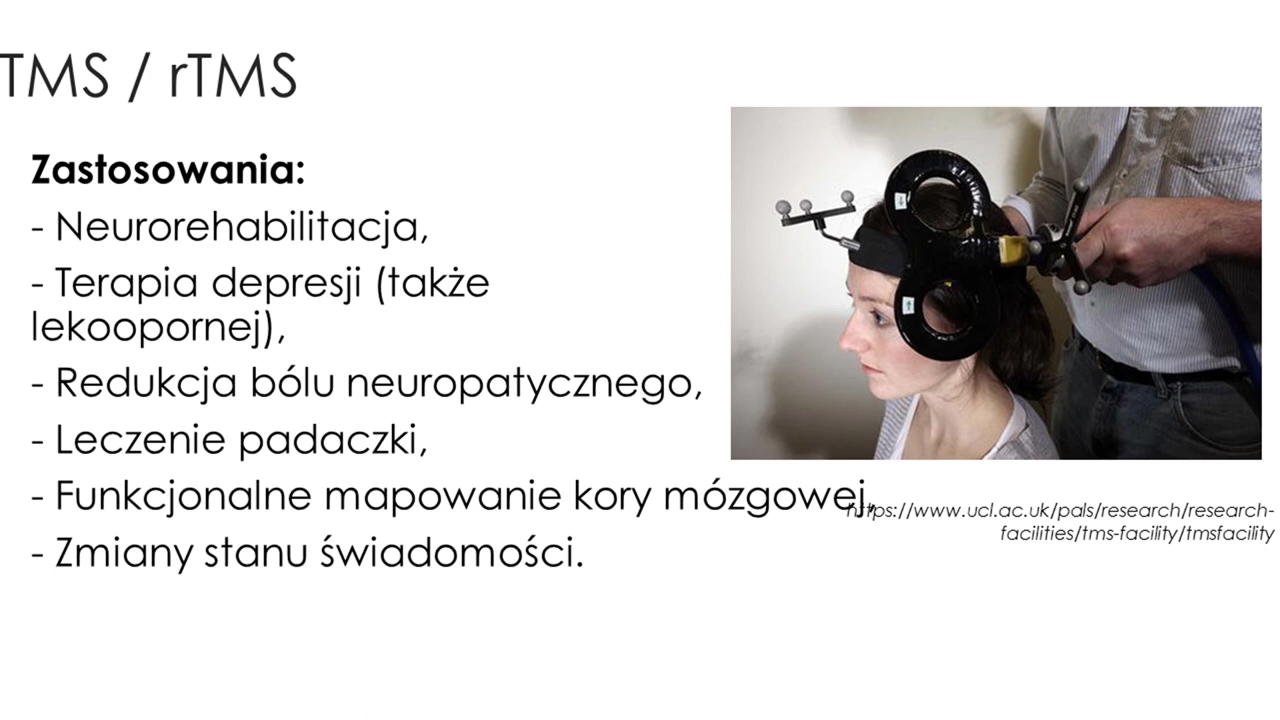 TMS / rTMS
Zastosowania:
- Neurorehabilitacja,
- Terapia depresji (także
lekoopornej),
- Redukcja bólu neuropatycznego,
- Leczenie padaczki,
- Funkcjonalne mapowanie kory mózgowej,
- Zmiany stanu świadomości.
https://www.ucl.ac.uk/pals/research/research-
facilities/tms-facility/tmsfacility